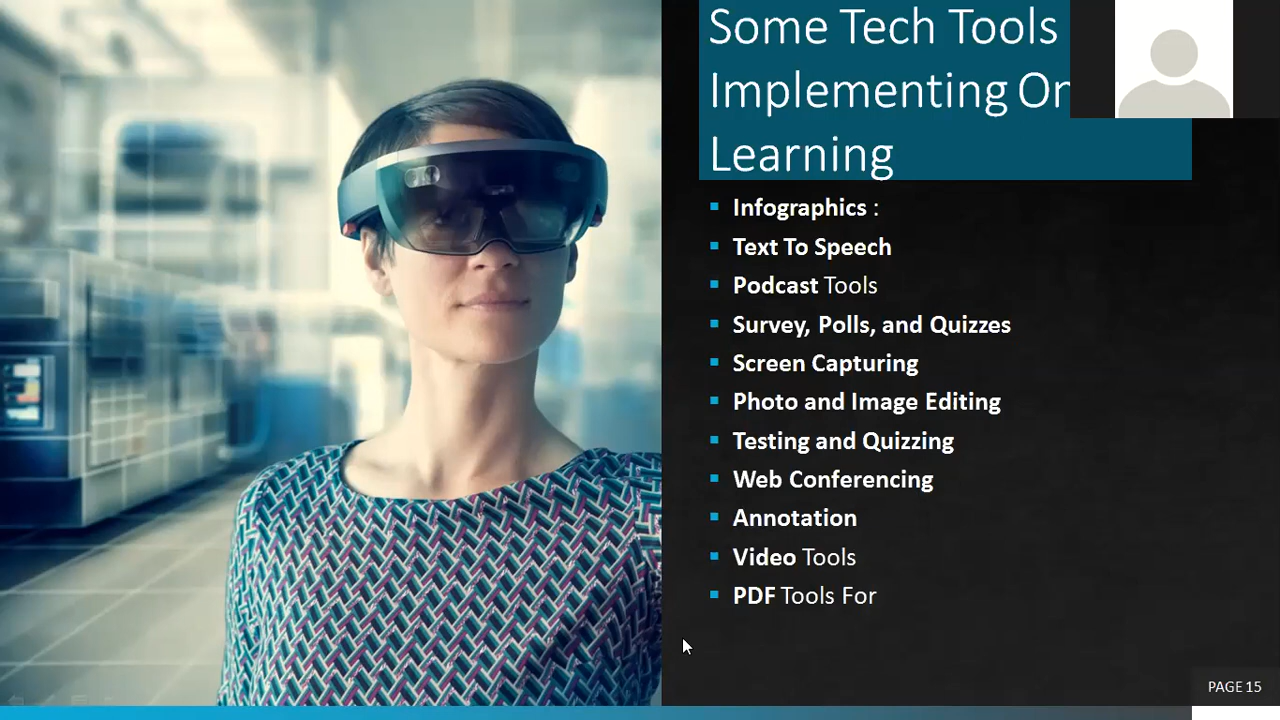 Some Tech Tools
Implementing
Learning
Infographics :
Text To Speech
Podcast Tools
Survey, Polls, and Quizzes
Screen Capturing
Photo and Image Editing
Testing and Quizzing
Web Conferencing
Annotation
Video Tools
PDF Tools For
PAGE 15